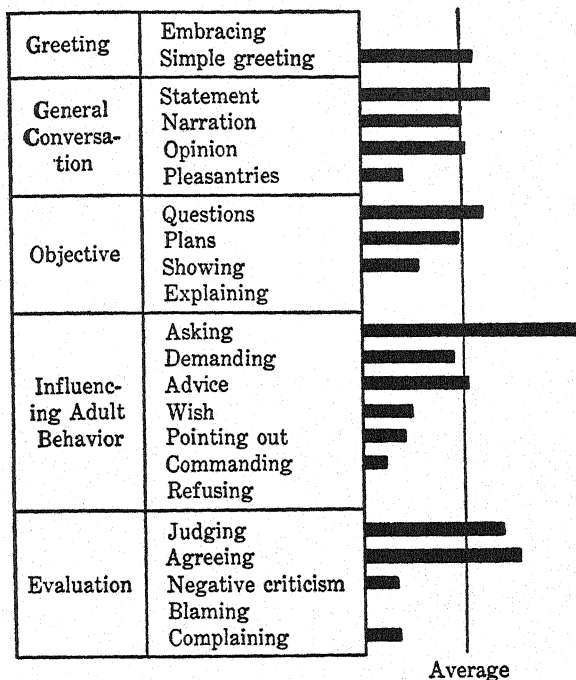 Greeting
Embracing
Simple greeting
General
Conversa-
tion
Statement
Narration
Opinion
Pleasantries
Objective
Questions
Plans
Showing
Explaining
Influenc-
ing Adult
Behavior
Asking
Demanding
Advice
Wish
Pointing out
Commanding
Refusing
Evaluation
Judging
Agreeing
Negative criticism
Blaming
Complaining
Average